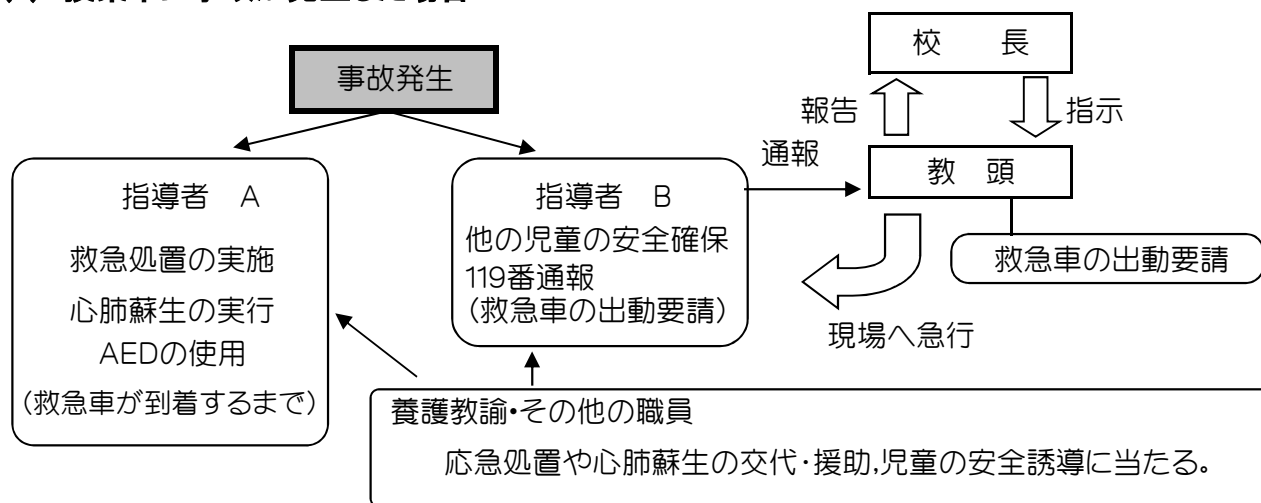 事故発生
校　長
報告
指示
通報
教　頭
救急車の出動要請
現場へ急行
指導者　A
救急処置の実施
心肺蘇生の実行
AEDの使用
(救急車が到着するまで)
指導者　B
他の児童の安全確保
119番通報
(救急車の出動要請)
養護教諭・その他の職員
応急処置や心肺蘇生の交代・援助,児童の安全誘導に当たる。